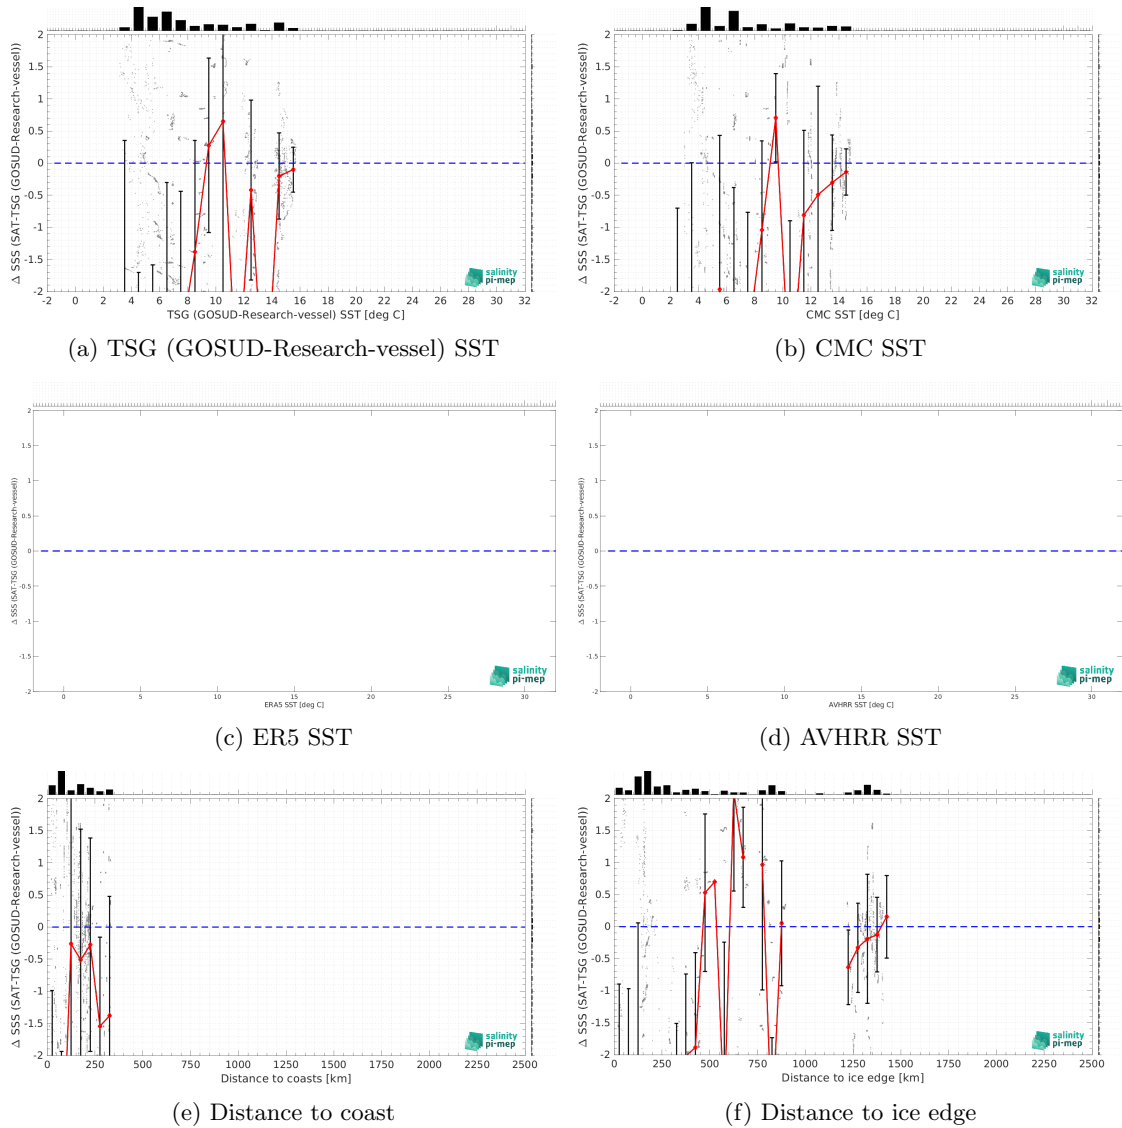 Δ SSS (SAT-TSG (GOSUD-Research-vessel))
2
1.5
1
0.5
0
-0.5
-1
-1.5
-2
-2 0 2 4 6 8 10 12 14 16 18 20 22 24 26 28 30 32
TSG (GOSUD-Research-vessel) SST [deg C]
salinity
pi-mep
(a) TSG (GOSUD-Research-vessel) SST
Δ SSS (SAT-TSG (GOSUD-Research-vessel))
2
1.5
1
0.5
0
-0.5
-1
-1.5
-2
-2 0 2 4 6 8 10 12 14 16 18 20 22 24 26 28 30 32
CMC SST [deg C]
salinity
pi-mep
(b) CMC SST
Δ SSS (SAT-TSG (GOSUD-Research-vessel))
2
1.5
1
0.5
0
-0.5
-1
-1.5
-2
0 5 10 15 20 25 30
ERA5 SST [deg C]
salinity
pi-mep
(c) ER5 SST
Δ SSS (SAT-TSG (GOSUD-Research-vessel))
2
1.5
1
0.5
0
-0.5
-1
-1.5
-2
0 5 10 15 20 25 30
AVHRR SST [deg C]
salinity
pi-mep
(d) AVHRR SST
Δ SSS (SAT-TSG (GOSUD-Research-vessel))
2
1.5
1
0.5
0
-0.5
-1
-1.5
-2
0 250 500 750 1000 1250 1500 1750 2000 2250 2500
Distance to coasts [km]
salinity
pi-mep
(e) Distance to coast
Δ SSS (SAT-TSG (GOSUD-Research-vessel))
2
1.5
1
0.5
0
-0.5
-1
-1.5
-2
0 250 500 750 1000 1250 1500 1750 2000 2250 2500
Distance to ice edge [km]
salinity
pi-mep
(f) Distance to ice edge